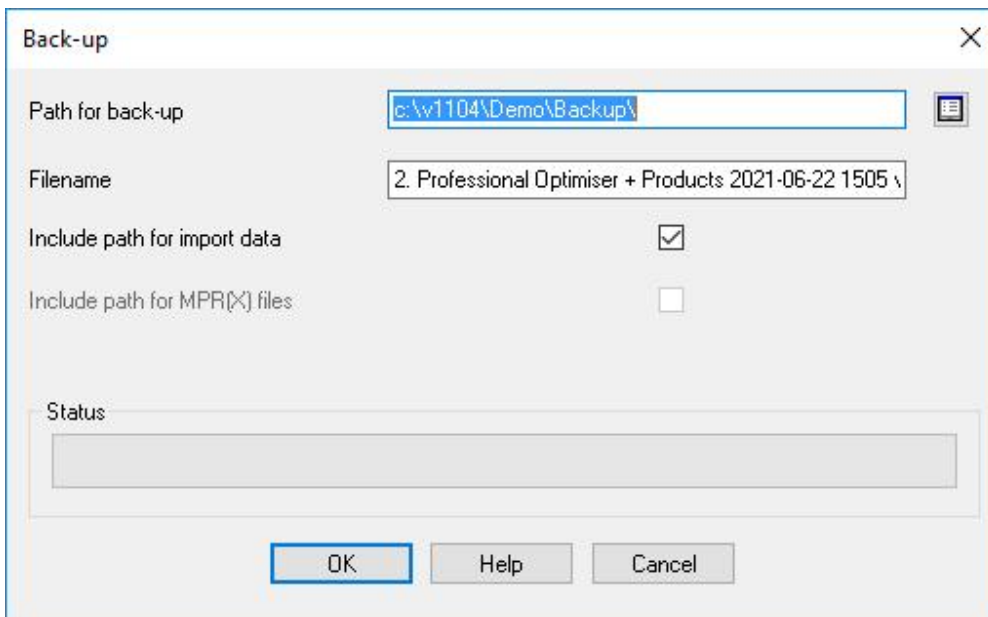 Back-up
Path for back-up c:\v1104\Demo\Backup\
Filename 2. Professional Optimiser + Products 2021-06-22 1505
Include path for import data
Include path for MPR(X) files
Status
OK Help Cancel